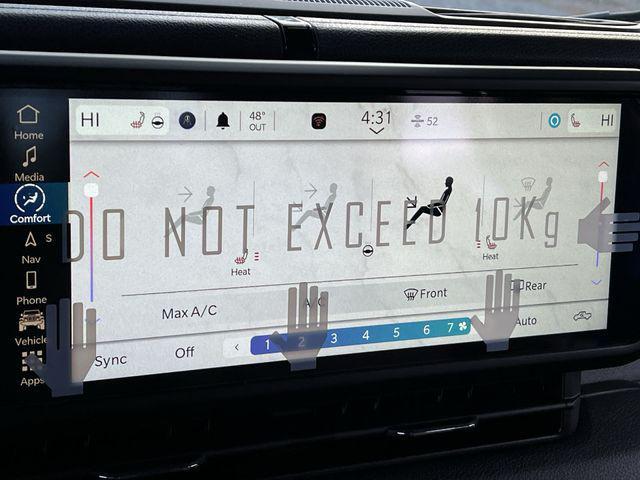 HI
48°
OUT
4:31
52
HI
Home
Media
Comfort
Nav
S
Phone
Vehicle
Apps
DO NOT EXCEED 10Kg
Heat
Heat
Max A/C
A/C
Front
Rear
Sync
Off
< 1 2 3 4 5 6 7
Auto